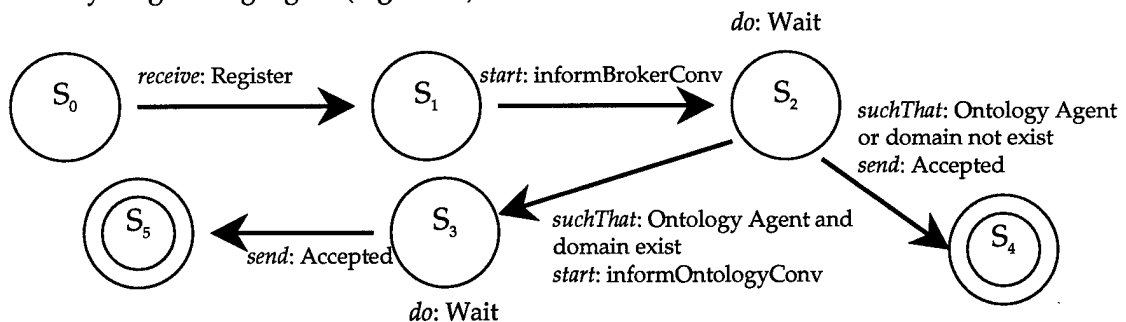 do: Wait
receive: Register
start: informBrokerConv
S₀
S₁
S₂
suchThat: Ontology Agent
or domain not exist
send: Accepted
S₅
S₃
suchThat: Ontology Agent and
domain exist
start: informOntologyConv
S₄
send: Accepted
do: Wait